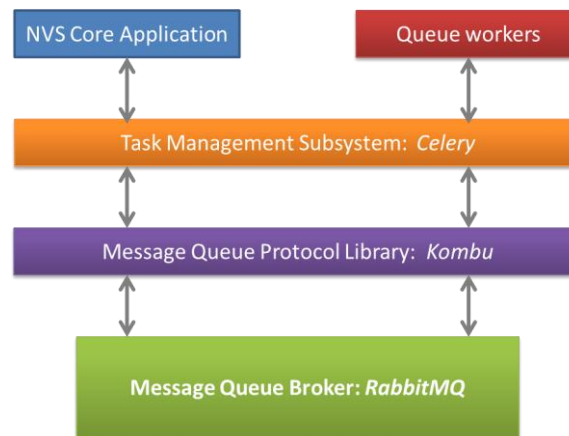 NVS Core Application
Queue workers
Task Management Subsystem: Celery
Message Queue Protocol Library: Kombu
Message Queue Broker: RabbitMQ